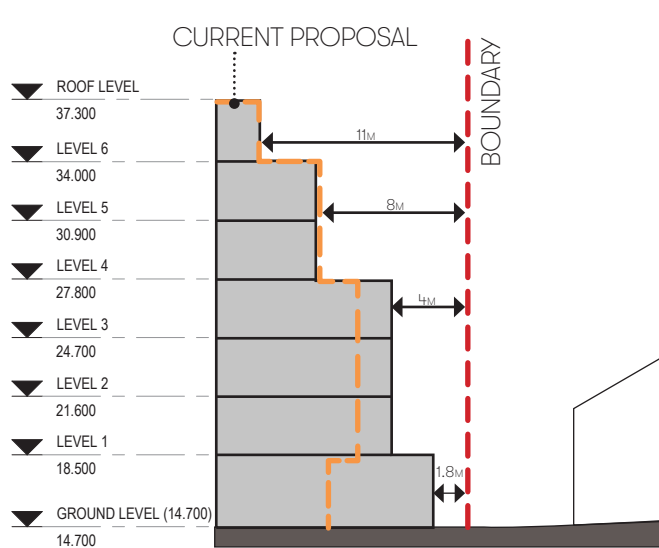 CURRENT PROPOSAL
BOUNDARY
ROOF LEVEL
37.300
11M
LEVEL 6
34.000
LEVEL 5
8M
30.900
LEVEL 4
27.800
4M
LEVEL 3
24.700
LEVEL 2
21.600
LEVEL 1
18.500
1.8M
GROUND LEVEL (14.700)
14.700